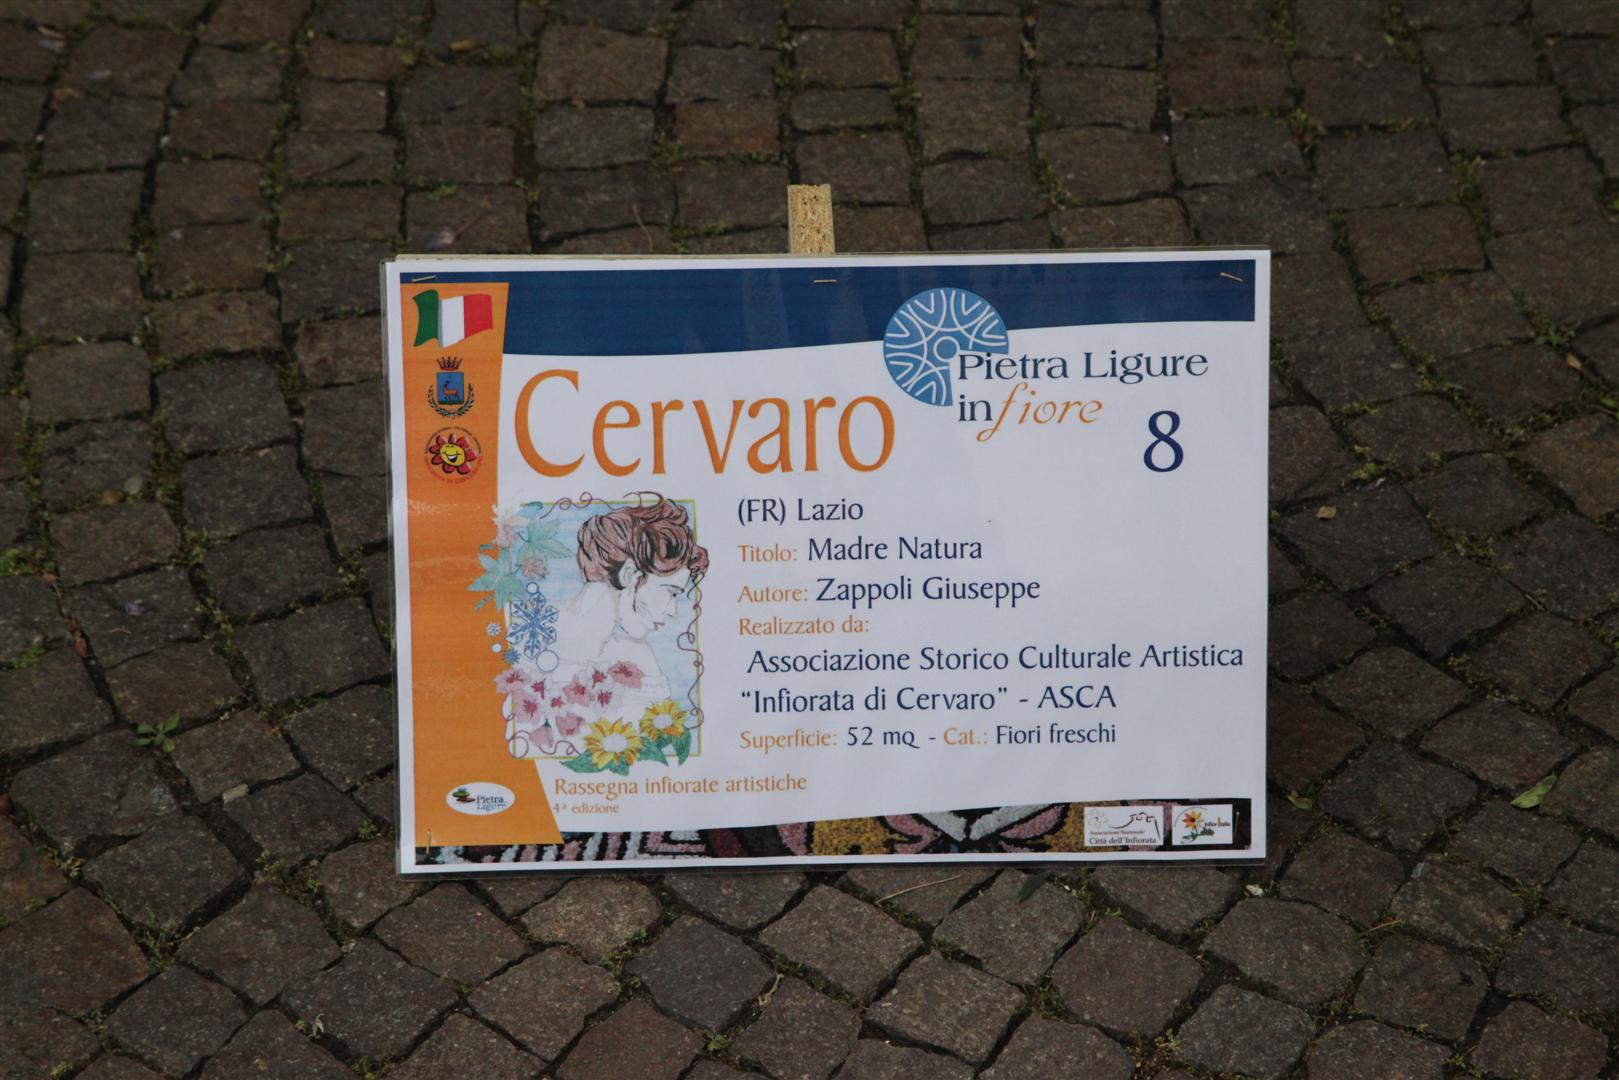 Pietra Ligure
in fiore
Cervaro
8
(FR) Lazio
Titolo: Madre Natura
Autore: Zappoli Giuseppe
Realizzato da:
Associazione Storico Culturale Artistica
“Infiorata di Cervaro” - ASCA
Superficie: 52 mq - Cat.: Fiori freschi
Rassegna infiorate artistiche
4ª edizione
Pietra
Ligure
Associazione Nazionale
Città dell'Infiorata